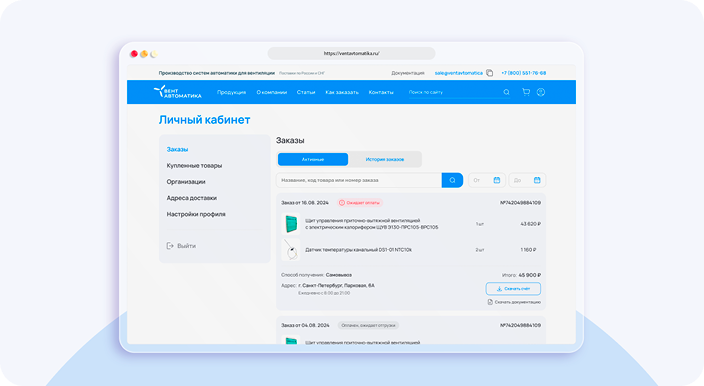 https://ventavtomatika.ru/
Производство систем автоматики для вентиляции Поставки по России и СНГ Документация sale@ventavtomatica +7 (800) 551-76-68
ВЕНТ АВТОМАТИКА Продукция О компании Статьи Как заказать Контакты Поиск по сайту
Личный кабинет
Заказы
Купленные товары
Организации
Адреса доставки
Настройки профиля
Выйти
Заказы
Активные История заказов
Название, код товара или номер заказа От До
Заказ от 16.08.2024 Ожидает оплаты №742049884109
Щит управления приточно-вытяжной вентиляцией
с электрическим калорифером ЩУВ Э130-ПРС105-ВРС105 1 шт 43 620 ₽
Датчик температуры канальный DS1-01 NTC10k 2 шт 1 160 ₽
Способ получения: Самовывоз Итого: 45 900 ₽
Адрес: г. Санкт-Петербург, Парковая, 6А Скачать счёт
Ежедневно с 8:00 до 21:00 Скачать документацию
Заказ от 04.08.2024 Оплачен, ожидает отгрузки №742049884109
Щит управления приточно-вытяжной вентиляцией